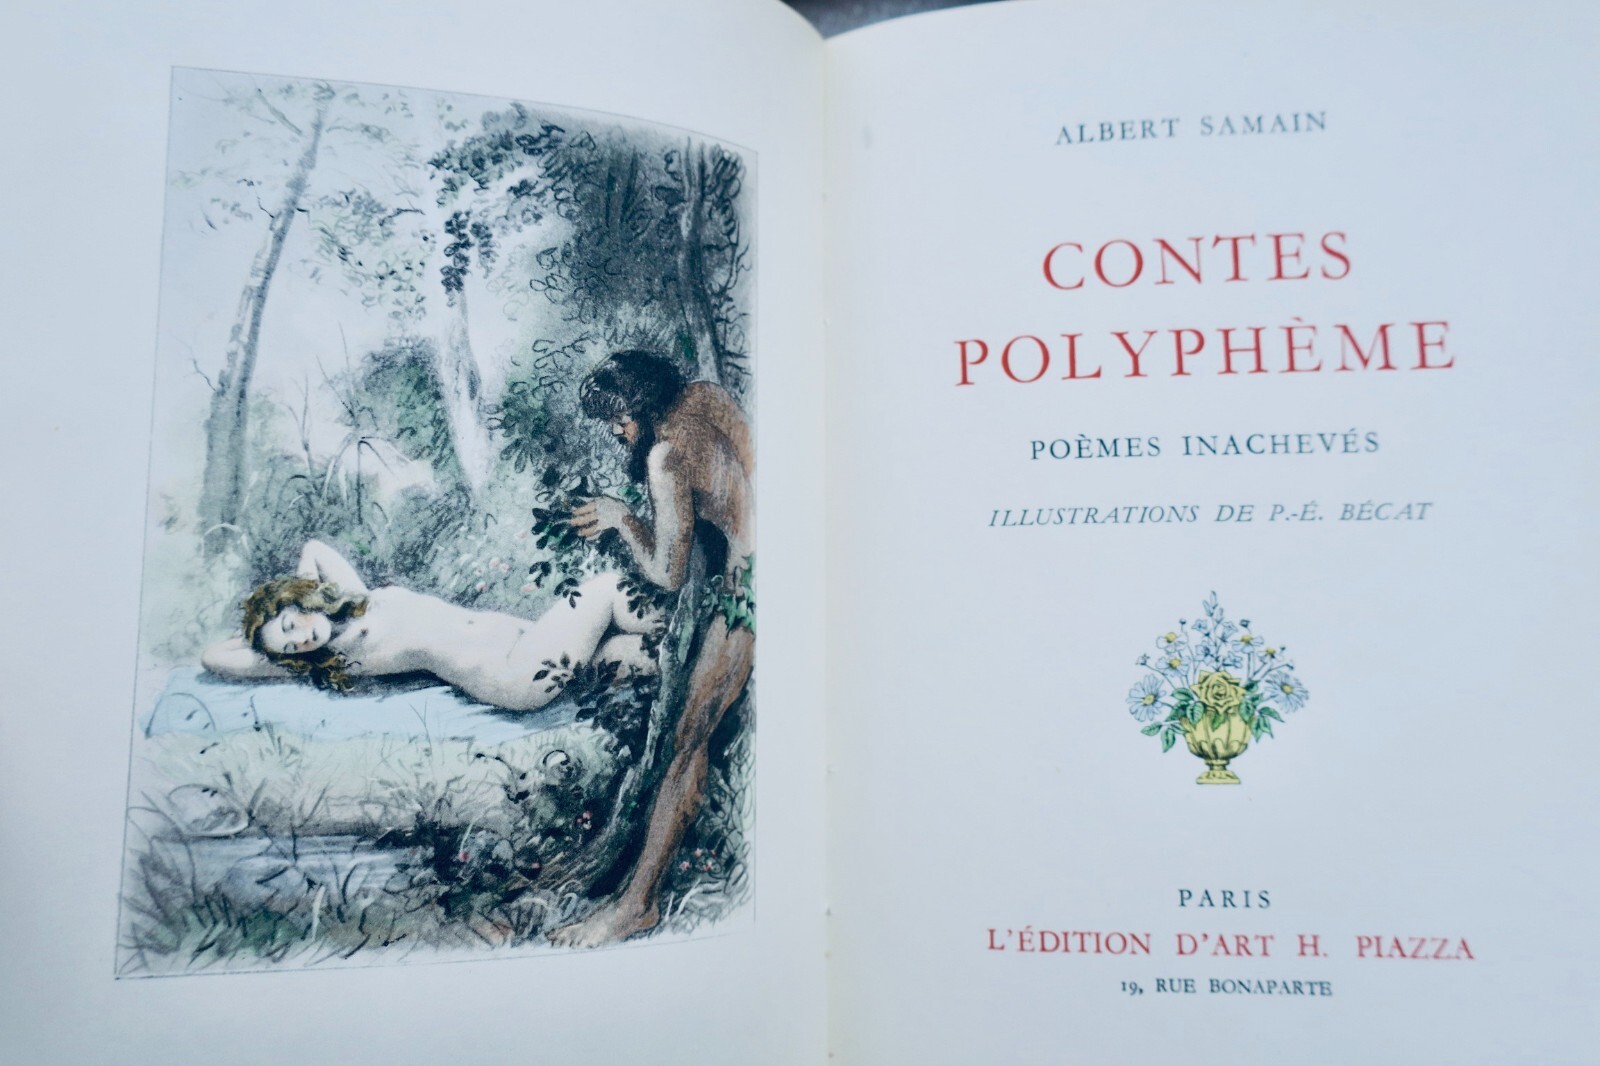 ALBERT SAMAIN
CONTES
POLYPHÈME
POÈMES INACHEVÉS
ILLUSTRATIONS DE P.-É. BÉCAT
PARIS
L'ÉDITION D'ART H. PIAZZA
19, RUE BONAPARTE